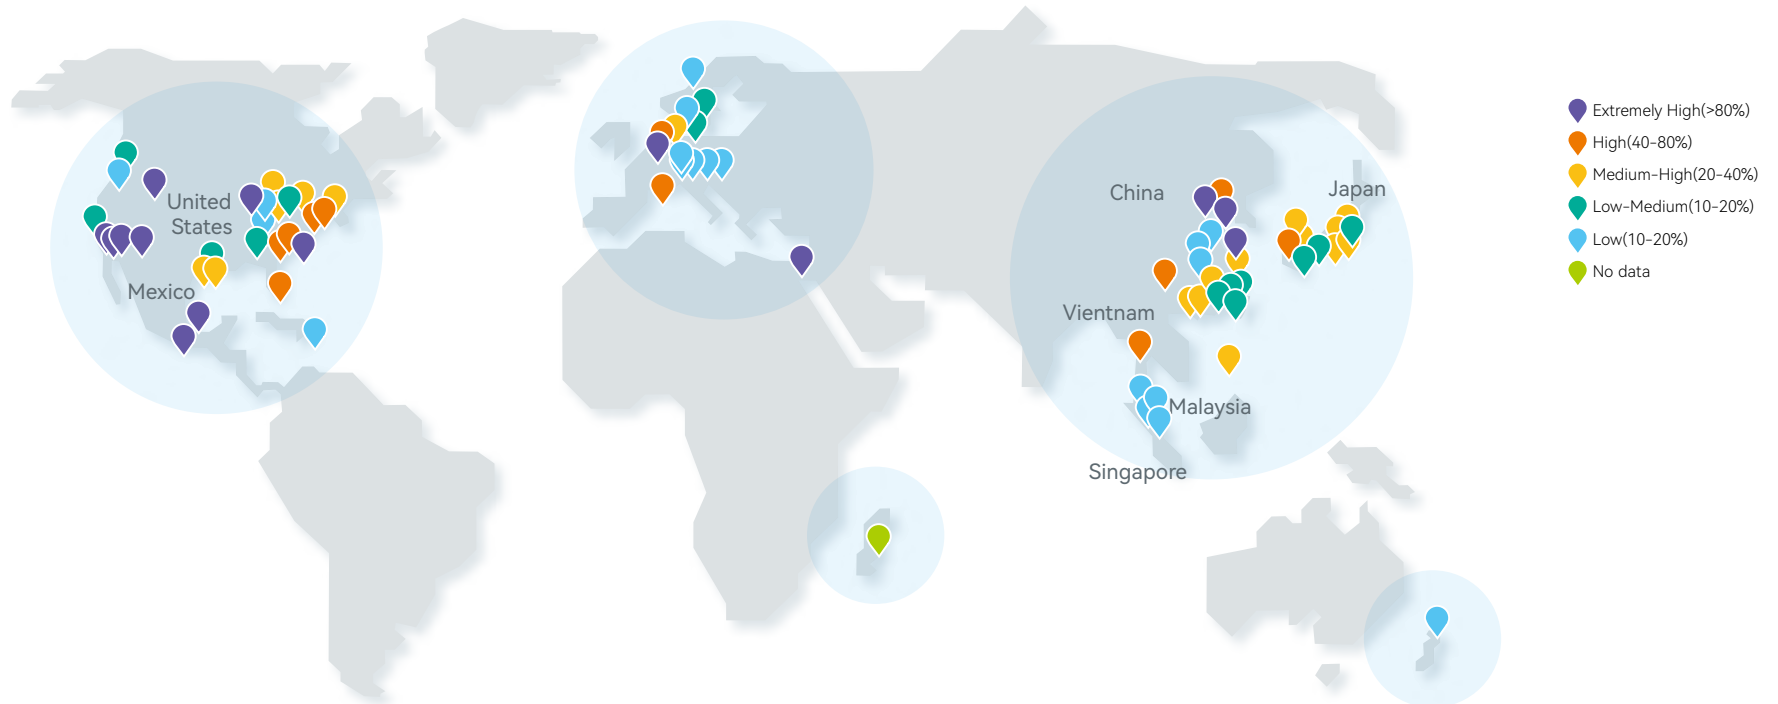 United
States
Mexico
China
Japan
Vientnam
Malaysia
Singapore
Extremely High(>80%)
High(40-80%)
Medium-High(20-40%)
Low-Medium(10-20%)
Low(10-20%)
No data